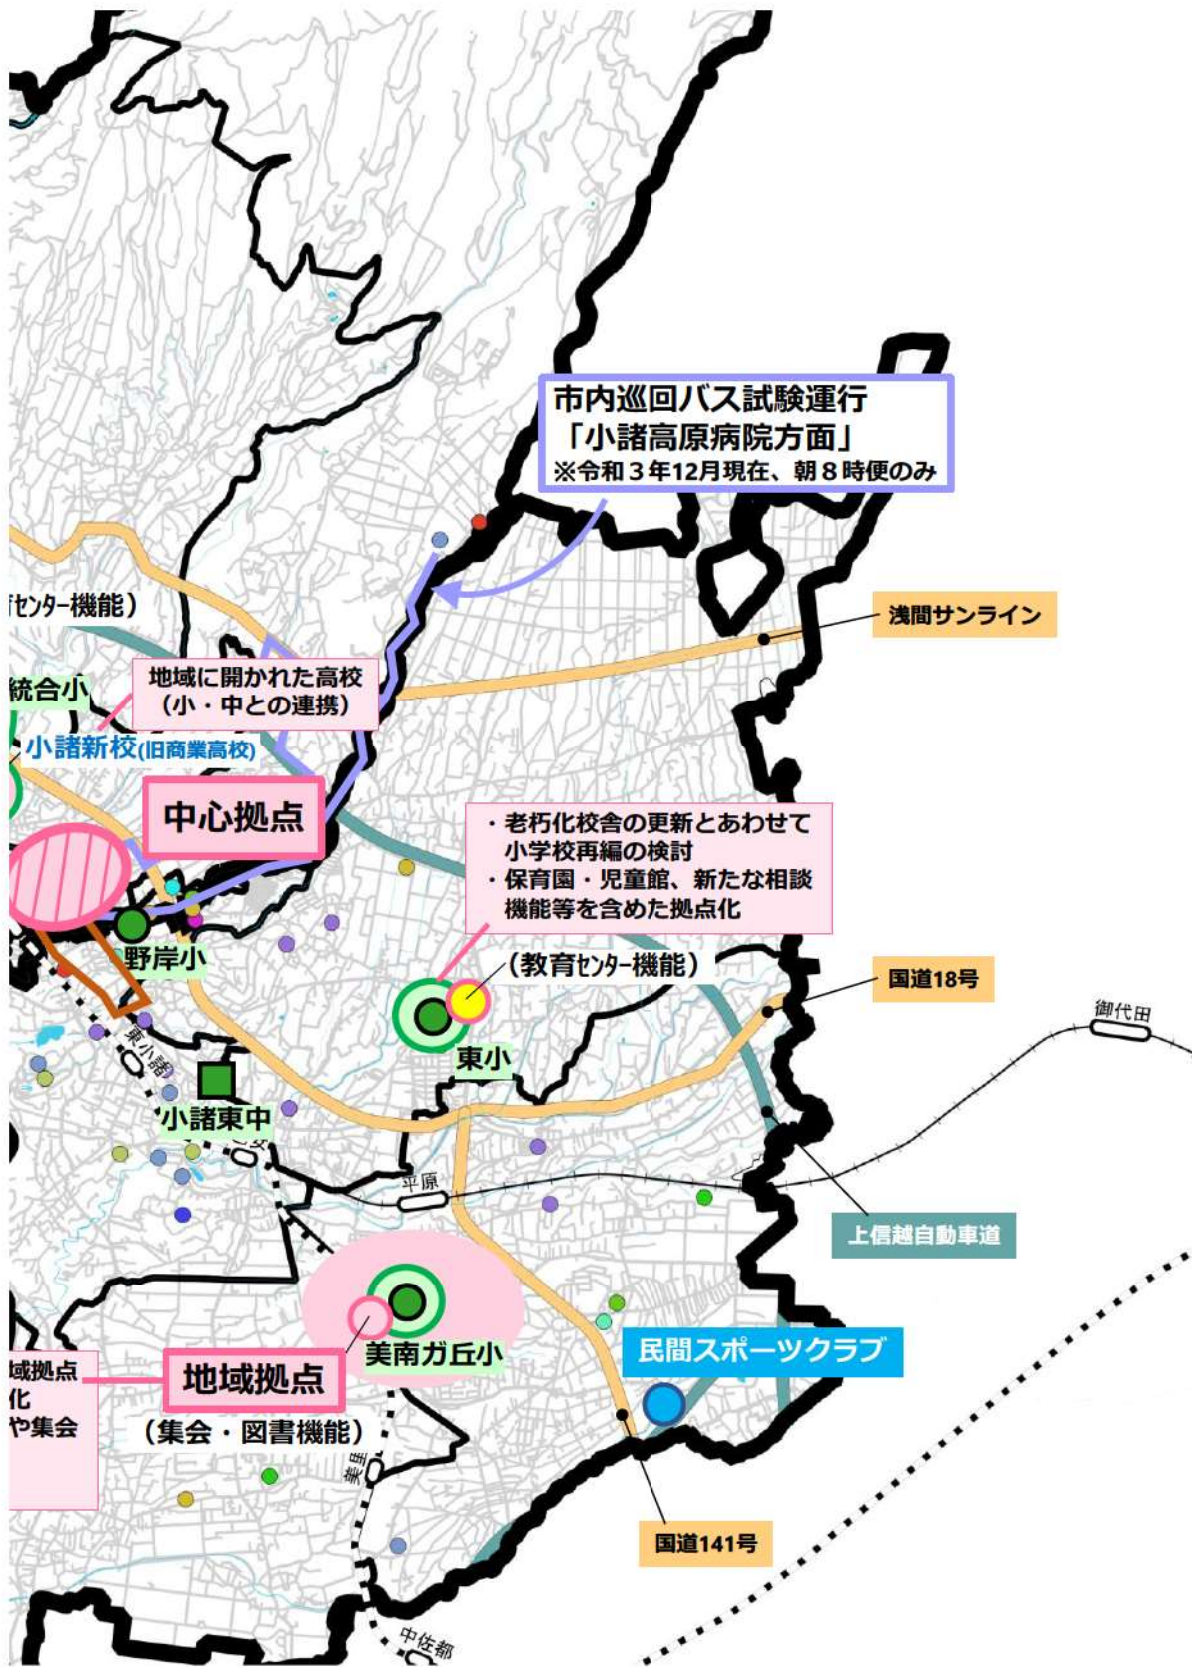 市内巡回バス試験運行
「小諸高原病院方面」
※令和３年12月現在、朝８時便のみ
センター機能）
浅間サンライン
統合小
地域に開かれた高校
（小・中との連携）
小諸新校(旧商業高校)
中心拠点
・老朽化校舎の更新とあわせて
小学校再編の検討
・保育園・児童館、新たな相談
機能等を含めた拠点化
野岸小
（教育センター機能）
国道18号
御代田
東小諸
東小
小諸東中
平原
上信越自動車道
美南ガ丘小
民間スポーツクラブ
域拠点
化
や集会
地域拠点
（集会・図書機能）
美里
国道141号
中佐都